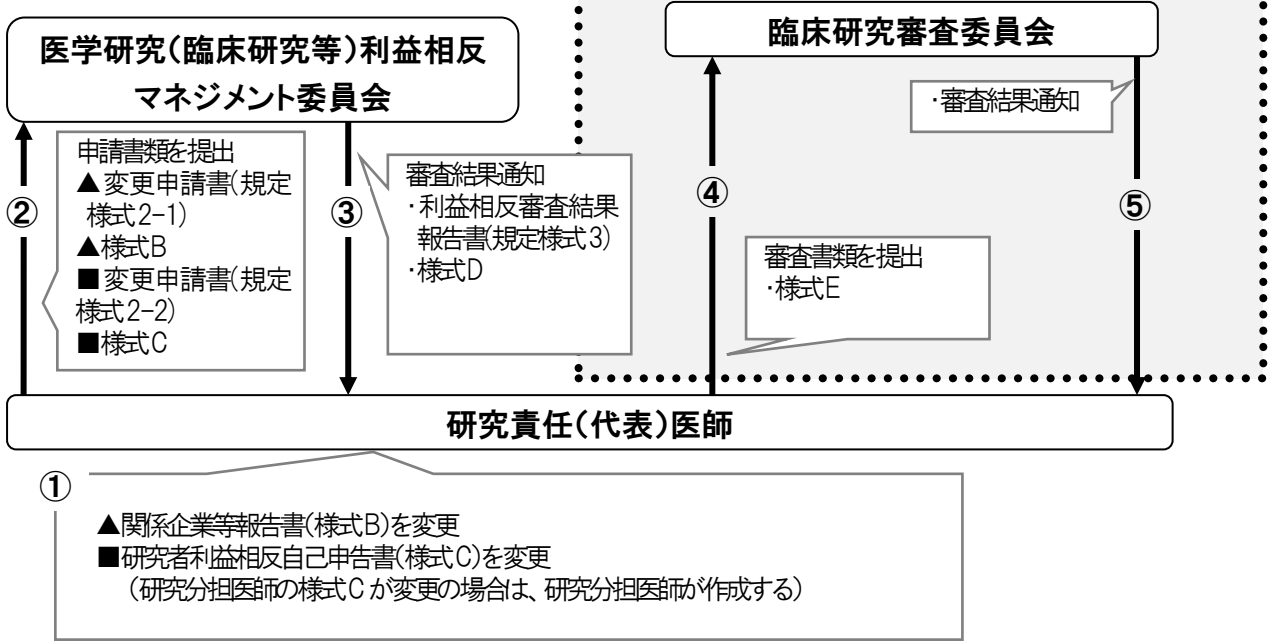 医学研究(臨床研究等)利益相反
マネジメント委員会
臨床研究審査委員会
・審査結果通知
申請書類を提出
▲変更申請書(規定
様式2-1)
▲様式B
■変更申請書(規定
様式2-2)
■様式C
②
③
審査結果通知
・利益相反審査結果
報告書(規定様式3)
・様式D
④
審査書類を提出
・様式E
⑤
研究責任(代表)医師
①
▲関係企業等報告書(様式B)を変更
■研究者利益相反自己申告書(様式C)を変更
(研究分担医師の様式C が変更の場合は、研究分担医師が作成する)